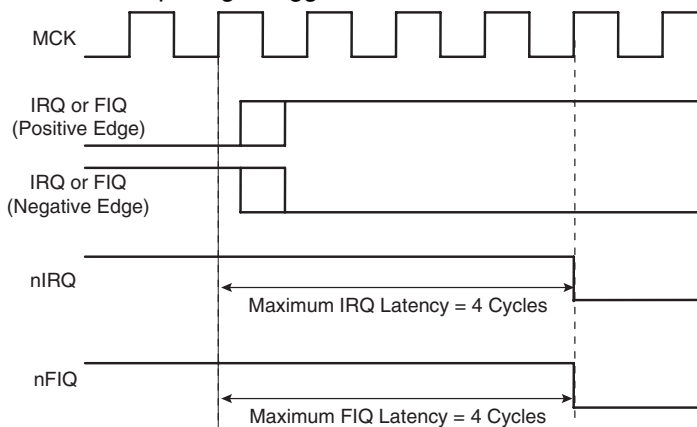 MCK
IRQ or FIQ
(Positive Edge)
IRQ or FIQ
(Negative Edge)
nIRQ
Maximum IRQ Latency = 4 Cycles
nFIQ
Maximum FIQ Latency = 4 Cycles